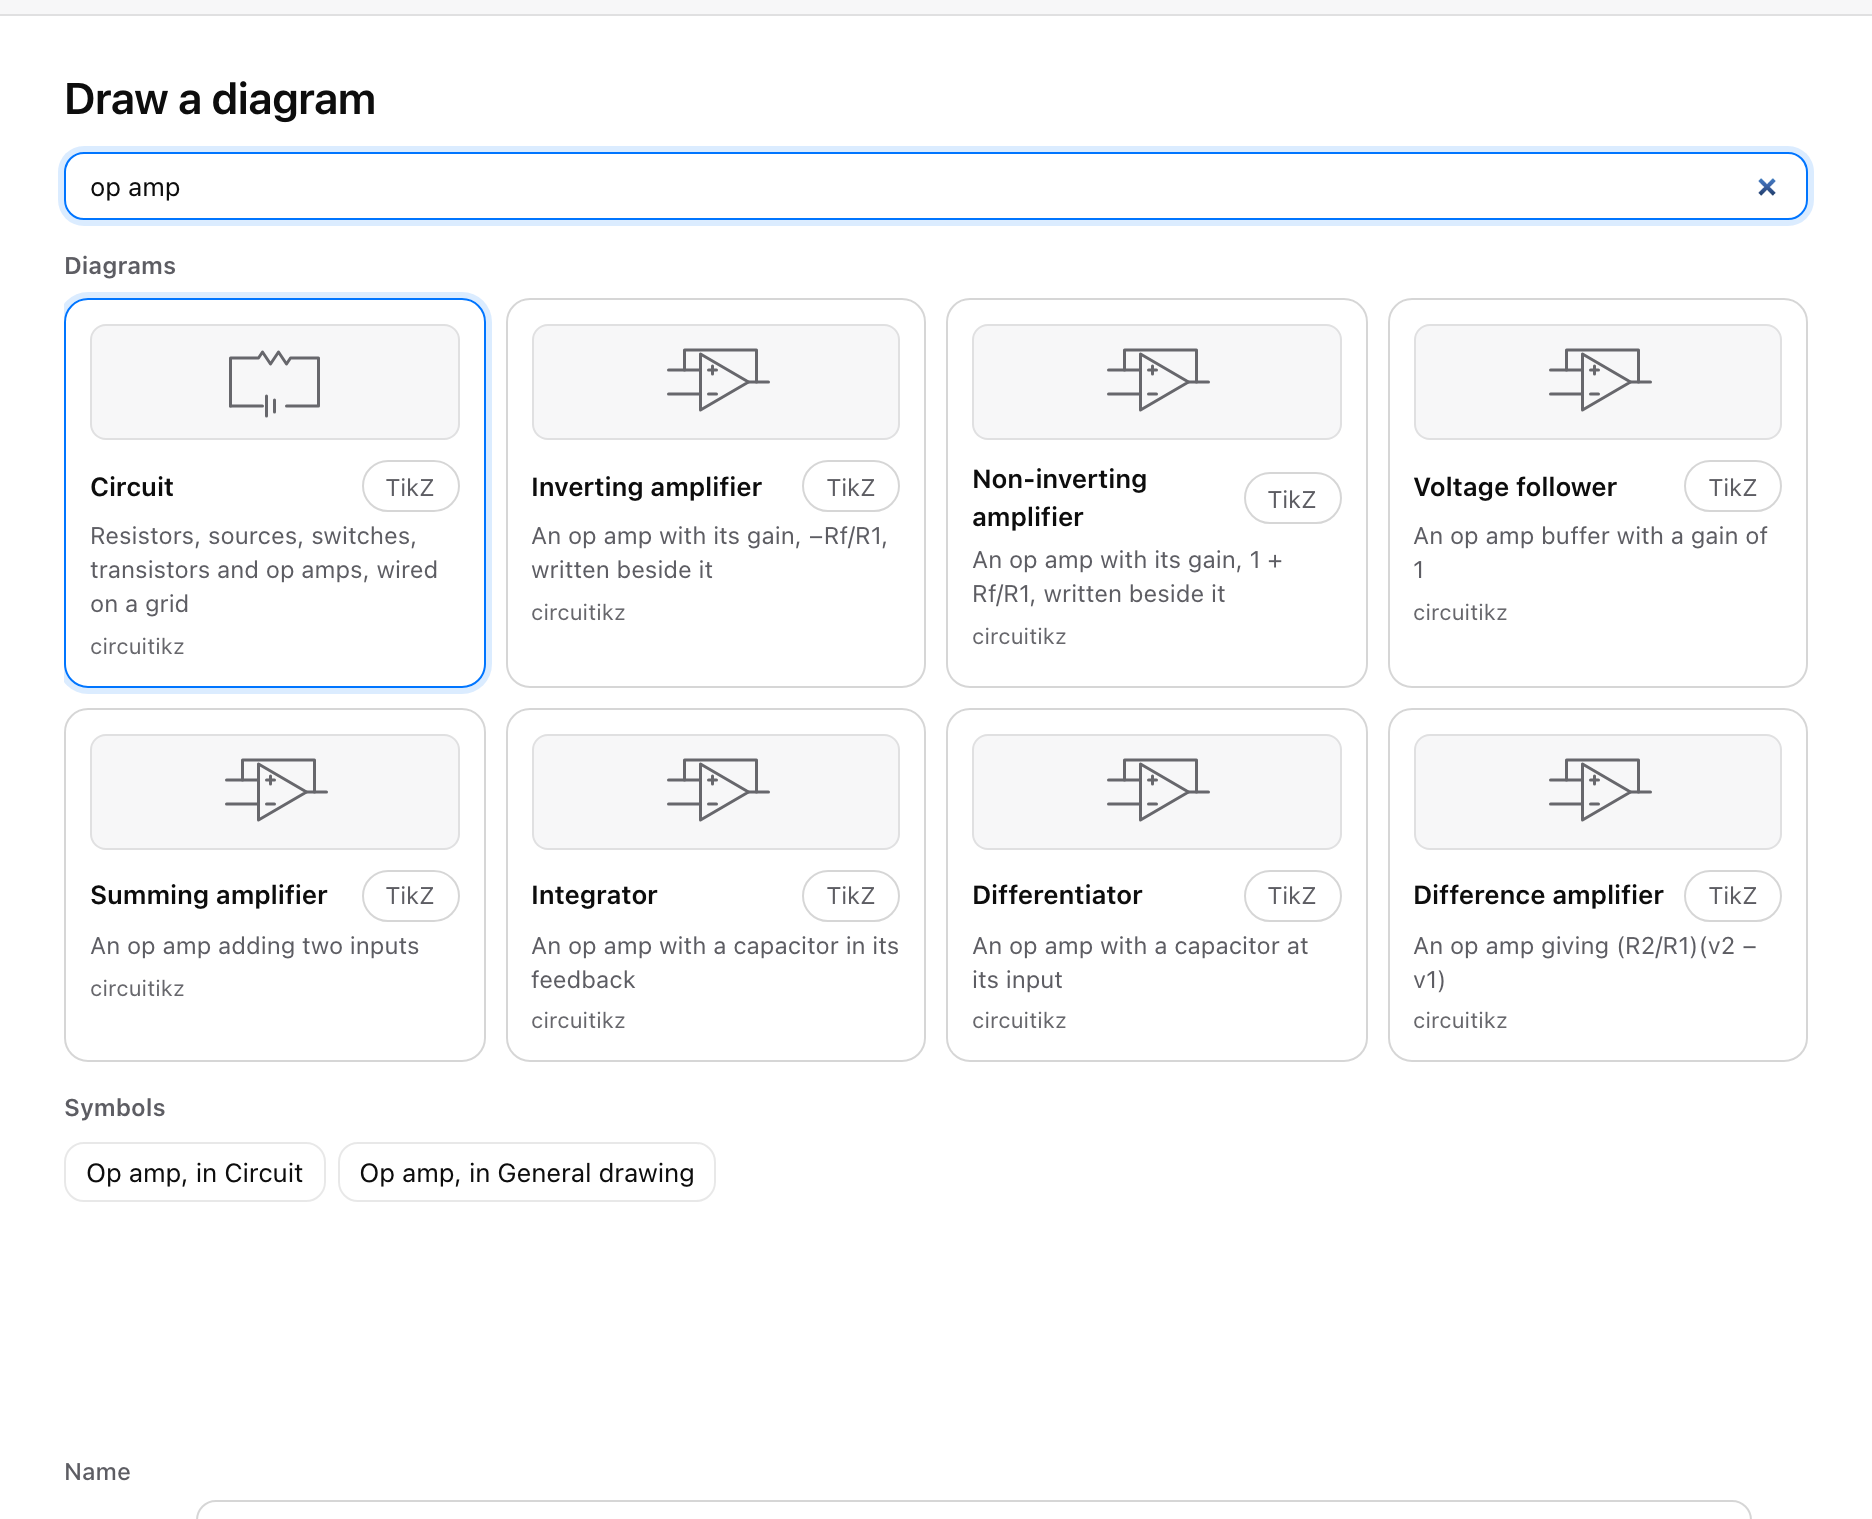 Draw a diagram
op amp
Diagrams
Circuit
TikZ
Resistors, sources, switches,
transistors and op amps, wired
on a grid
circuitikz
Inverting amplifier
TikZ
An op amp with its gain, −Rf/R1,
written beside it
circuitikz
Non-inverting
amplifier
TikZ
An op amp with its gain, 1 +
Rf/R1, written beside it
circuitikz
Voltage follower
TikZ
An op amp buffer with a gain of
1
circuitikz
Summing amplifier
TikZ
An op amp adding two inputs
circuitikz
Integrator
TikZ
An op amp with a capacitor in its
feedback
circuitikz
Differentiator
TikZ
An op amp with a capacitor at
its input
circuitikz
Difference amplifier
TikZ
An op amp giving (R2/R1)(v2 −
v1)
circuitikz
Symbols
Op amp, in Circuit
Op amp, in General drawing
Name